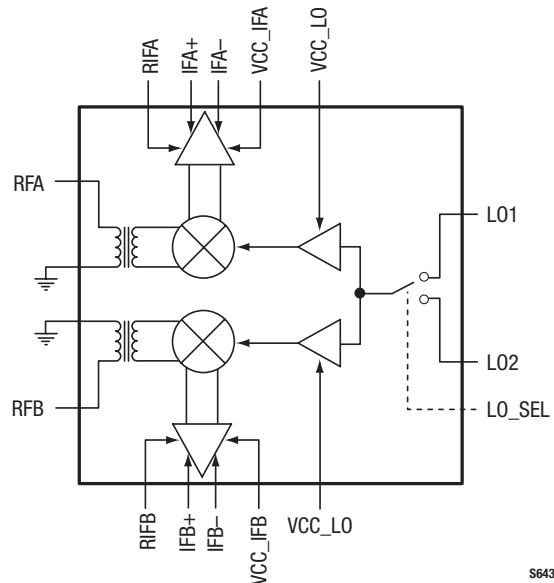 RIFA
IFA+
IFA–
VCC_IFA
VCC_LO
RFA
LO1
LO2
RFB
LO_SEL
RIFB
IFB+
IFB–
VCC_IFB
VCC_LO
S643